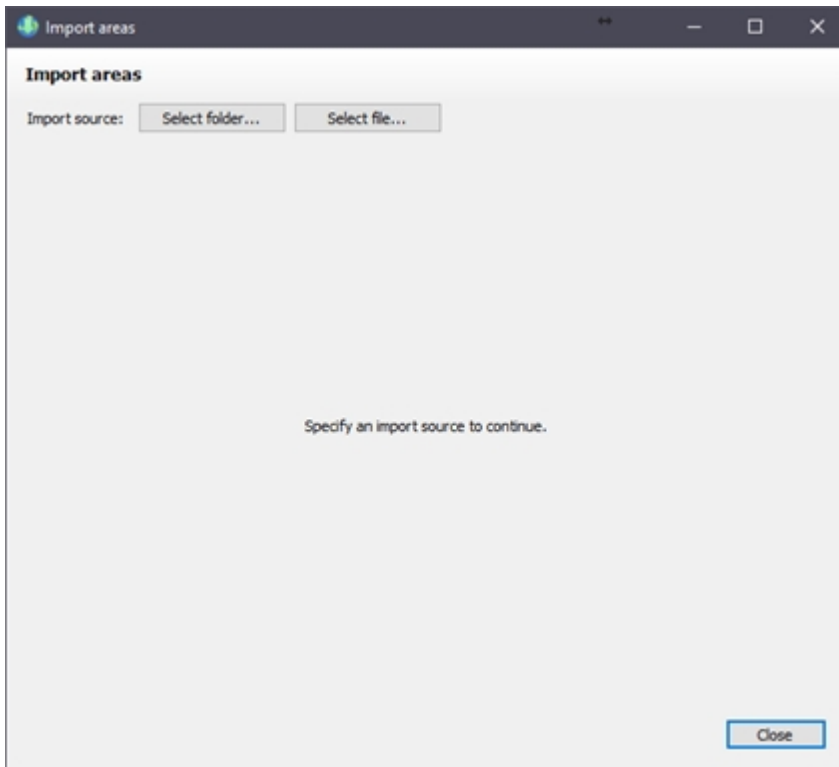 Import areas
Import areas
Import source: Select folder... Select file...
Specify an import source to continue.
Close